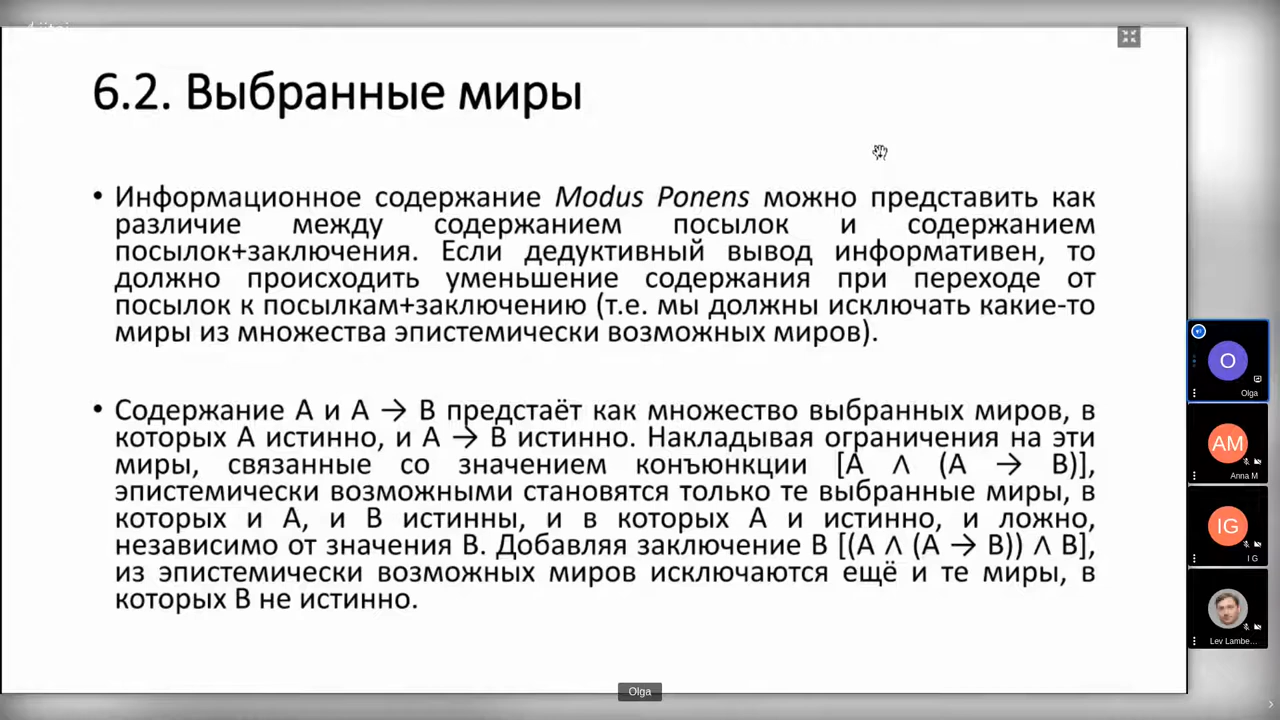 6.2. Выбранные миры
• Информационное содержание Modus Ponens можно представить как
различие между содержанием посылок и содержанием
посылок+заключения. Если дедуктивный вывод информативен, то
должно происходить уменьшение содержания при переходе от
посылок к посылкам+заключению (т.е. мы должны исключать какие-то
миры из множества эпистемически возможных миров).
• Содержание A и A → B предстаёт как множество выбранных миров, в
которых A истинно, и A → B истинно. Накладывая ограничения на эти
миры, связанные со значением конъюнкции [A ∧ (A → B)],
эпистемически возможными становятся только те выбранные миры, в
которых и A, и B истинны, и в которых A и истинно, и ложно,
независимо от значения B. Добавляя заключение B [(A ∧ (A → B)) ∧ B],
из эпистемически возможных миров исключаются ещё и те миры, в
которых B не истинно.
O
Olga
AM
Anna M
IG
I G
Lev Lambe...
Olga